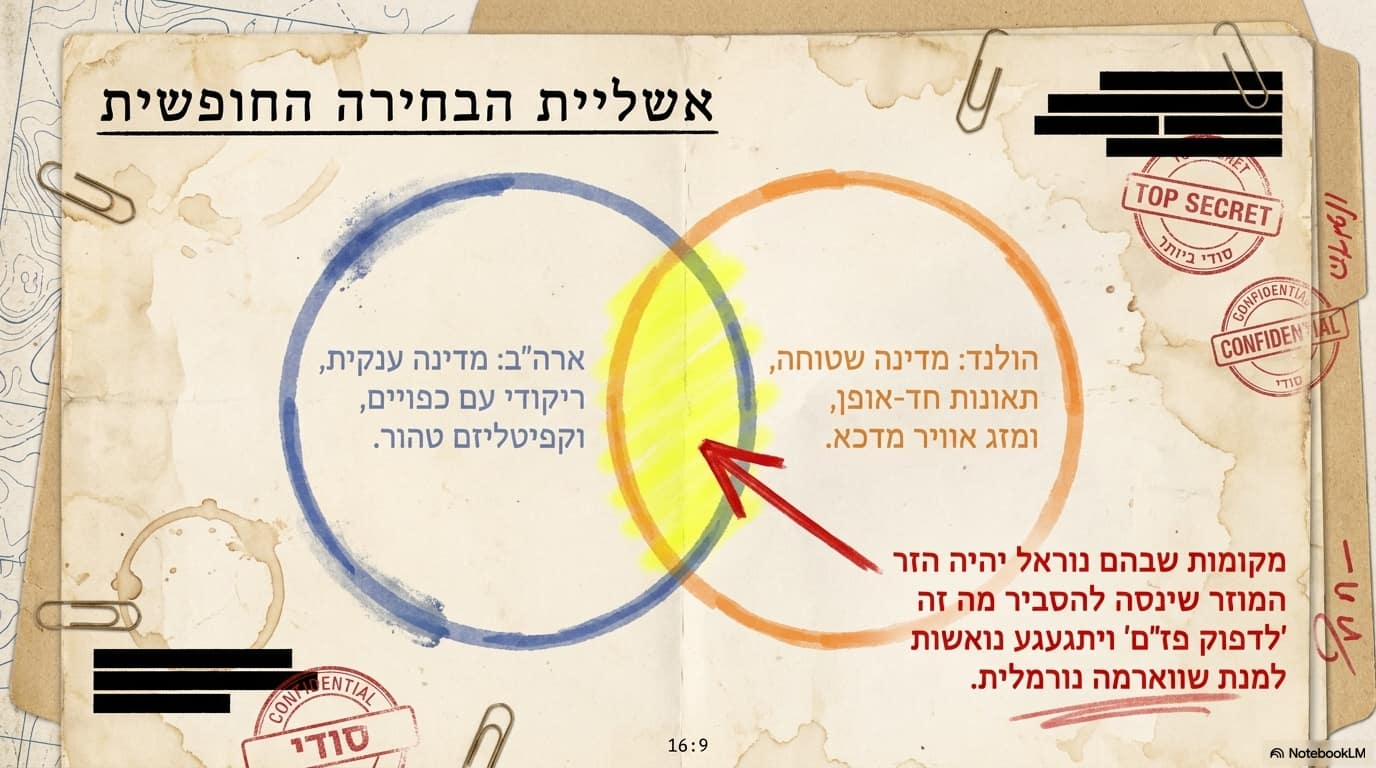 אשליית הבחירה החופשית
TOP SECRET
סודי ביותר
CONFIDENTIAL
CONFIDENTIAL
סודי
הולנד: מדינה שטוחה,
תאונות חד-אופן,
ומזג אוויר מדכא.
ארה"ב: מדינה ענקית,
ריקודי עם כפויים,
וקפיטליזם טהור.
מקומות שבהם נוראל יהיה הזר
המוזר שינסה להסביר מה זה
'לדפוק פז"ם' ויתגעגע נואשות
למנת שווארמה נורמלית.
CONFIDENTIAL
סודי
16:9
NotebookLM